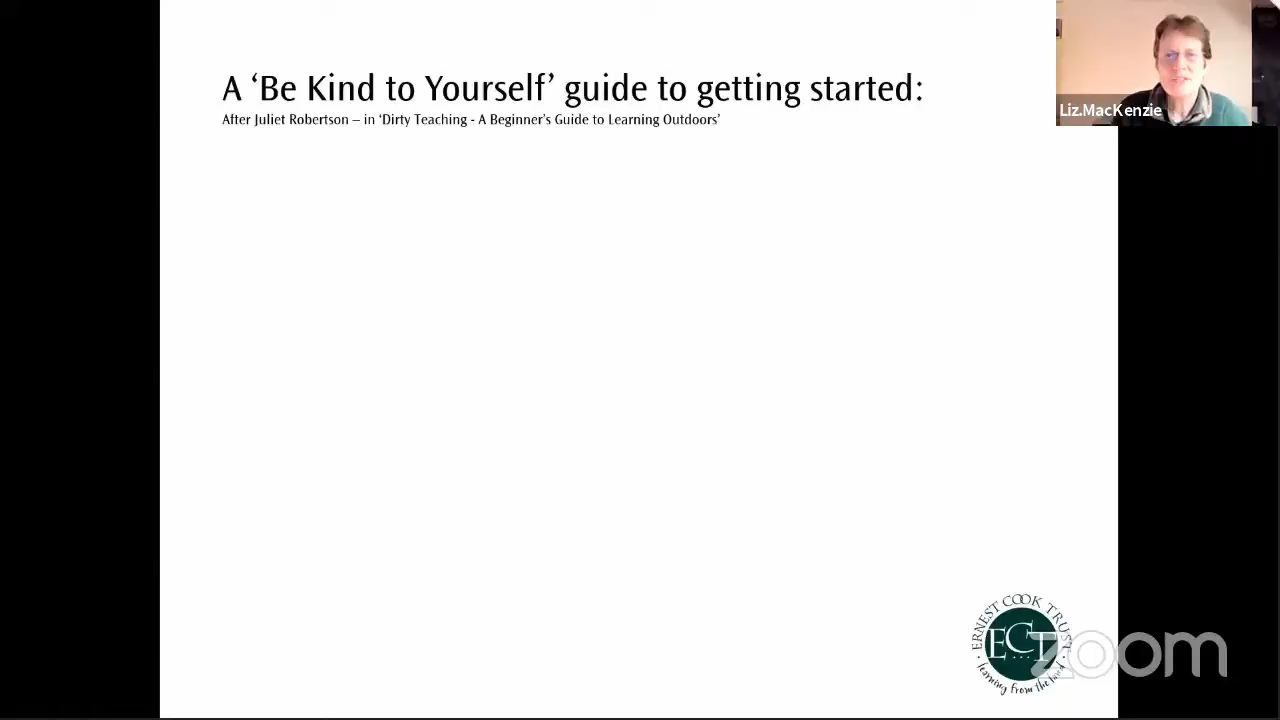 A ‘Be Kind to Yourself’ guide to getting started:
After Juliet Robertson – in ‘Dirty Teaching - A Beginner’s Guide to Learning Outdoors’
Liz.MacKenzie
ERNEST COOK TRUST
ECT
learning from the land
zoom